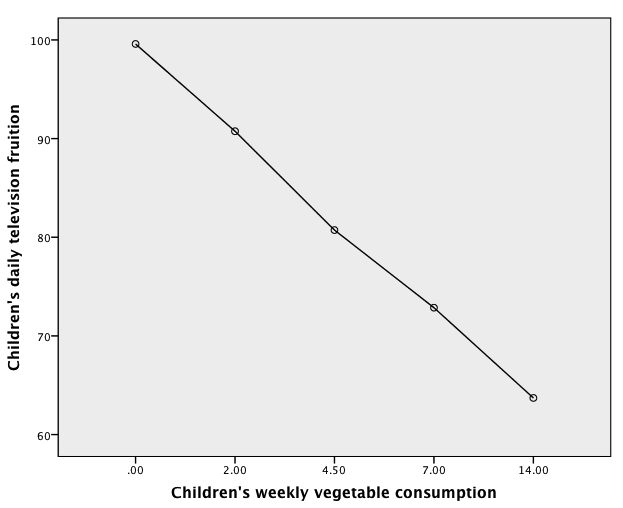 100
90
80
70
60
Children's daily television fruition
.00 2.00 4.50 7.00 14.00
Children's weekly vegetable consumption